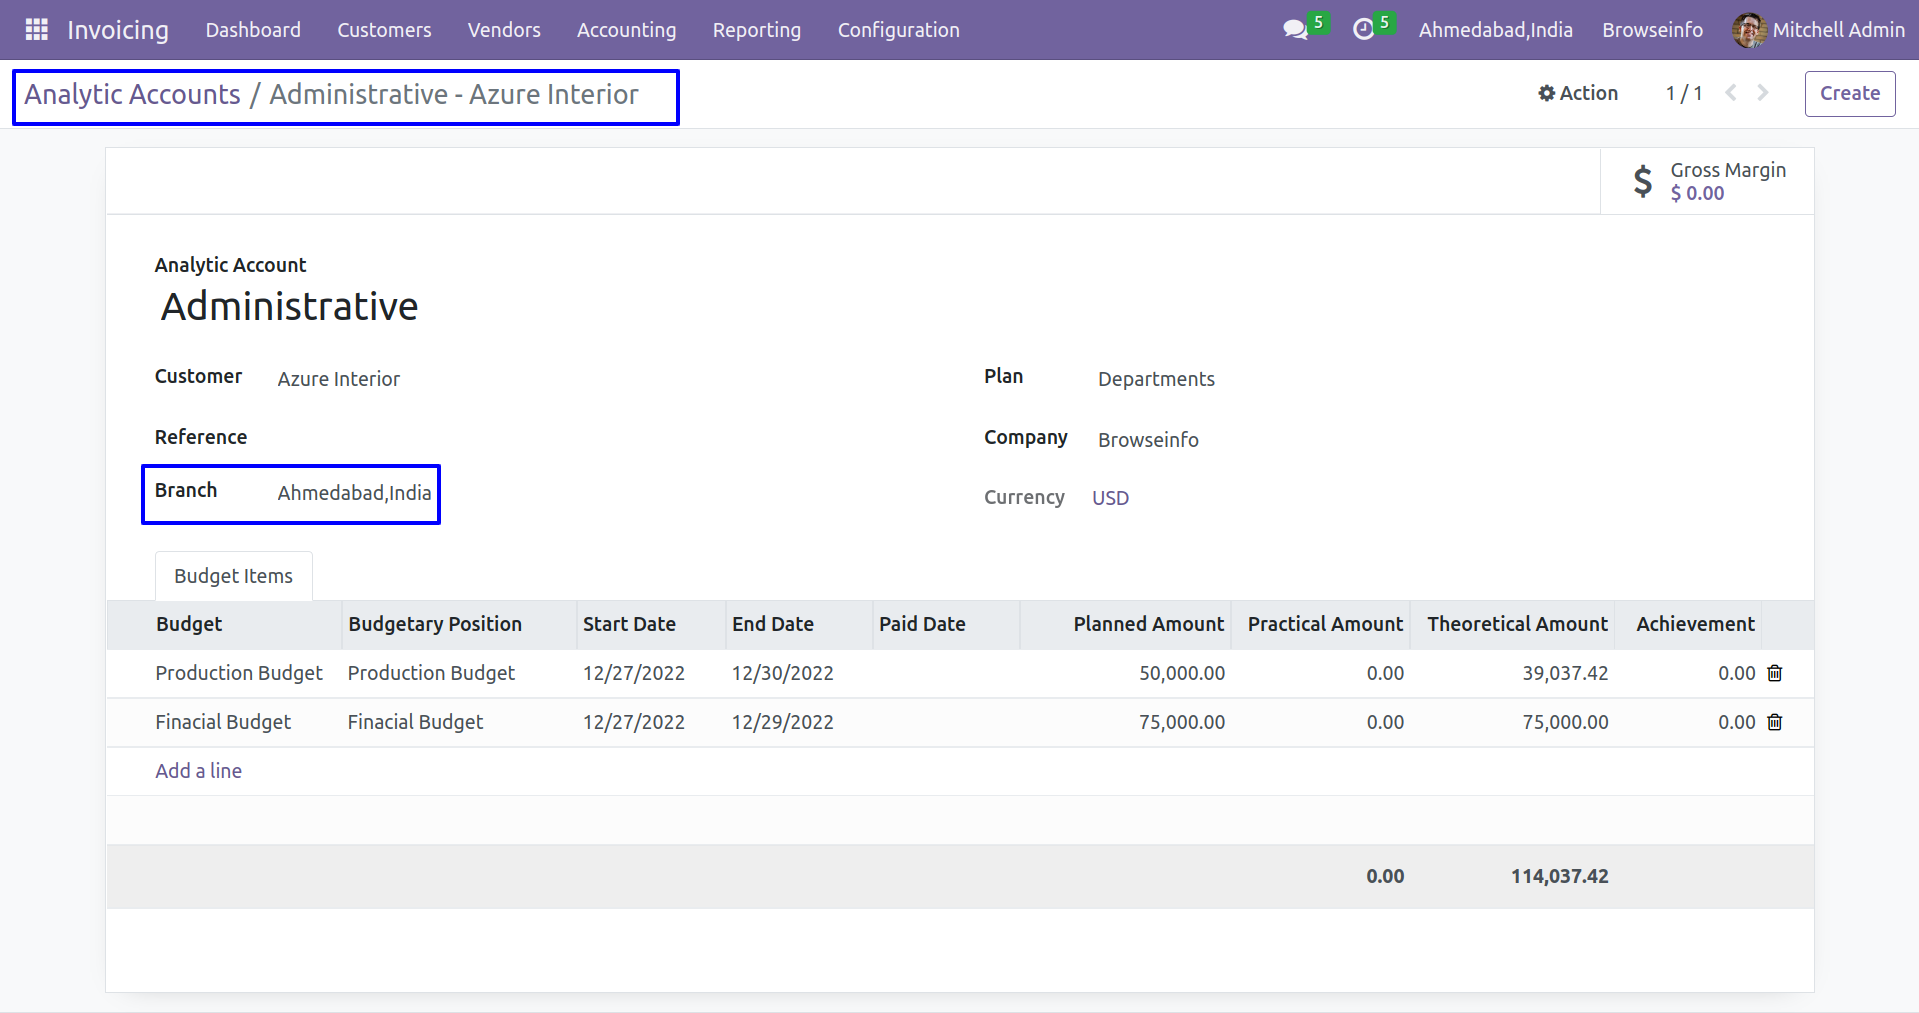 Invoicing Dashboard Customers Vendors Accounting Reporting Configuration 5 5 Ahmedabad,India Browseinfo Mitchell Admin
Analytic Accounts / Administrative - Azure Interior Action 1 / 1 Create
Gross Margin
$ $ 0.00
Analytic Account
Administrative
Customer Azure Interior Plan Departments
Reference Company Browseinfo
Branch Ahmedabad,India Currency USD
Budget Items
Budget Budgetary Position Start Date End Date Paid Date Planned Amount Practical Amount Theoretical Amount Achievement
Production Budget Production Budget 12/27/2022 12/30/2022 50,000.00 0.00 39,037.42 0.00
Finacial Budget Finacial Budget 12/27/2022 12/29/2022 75,000.00 0.00 75,000.00 0.00
Add a line
0.00 114,037.42